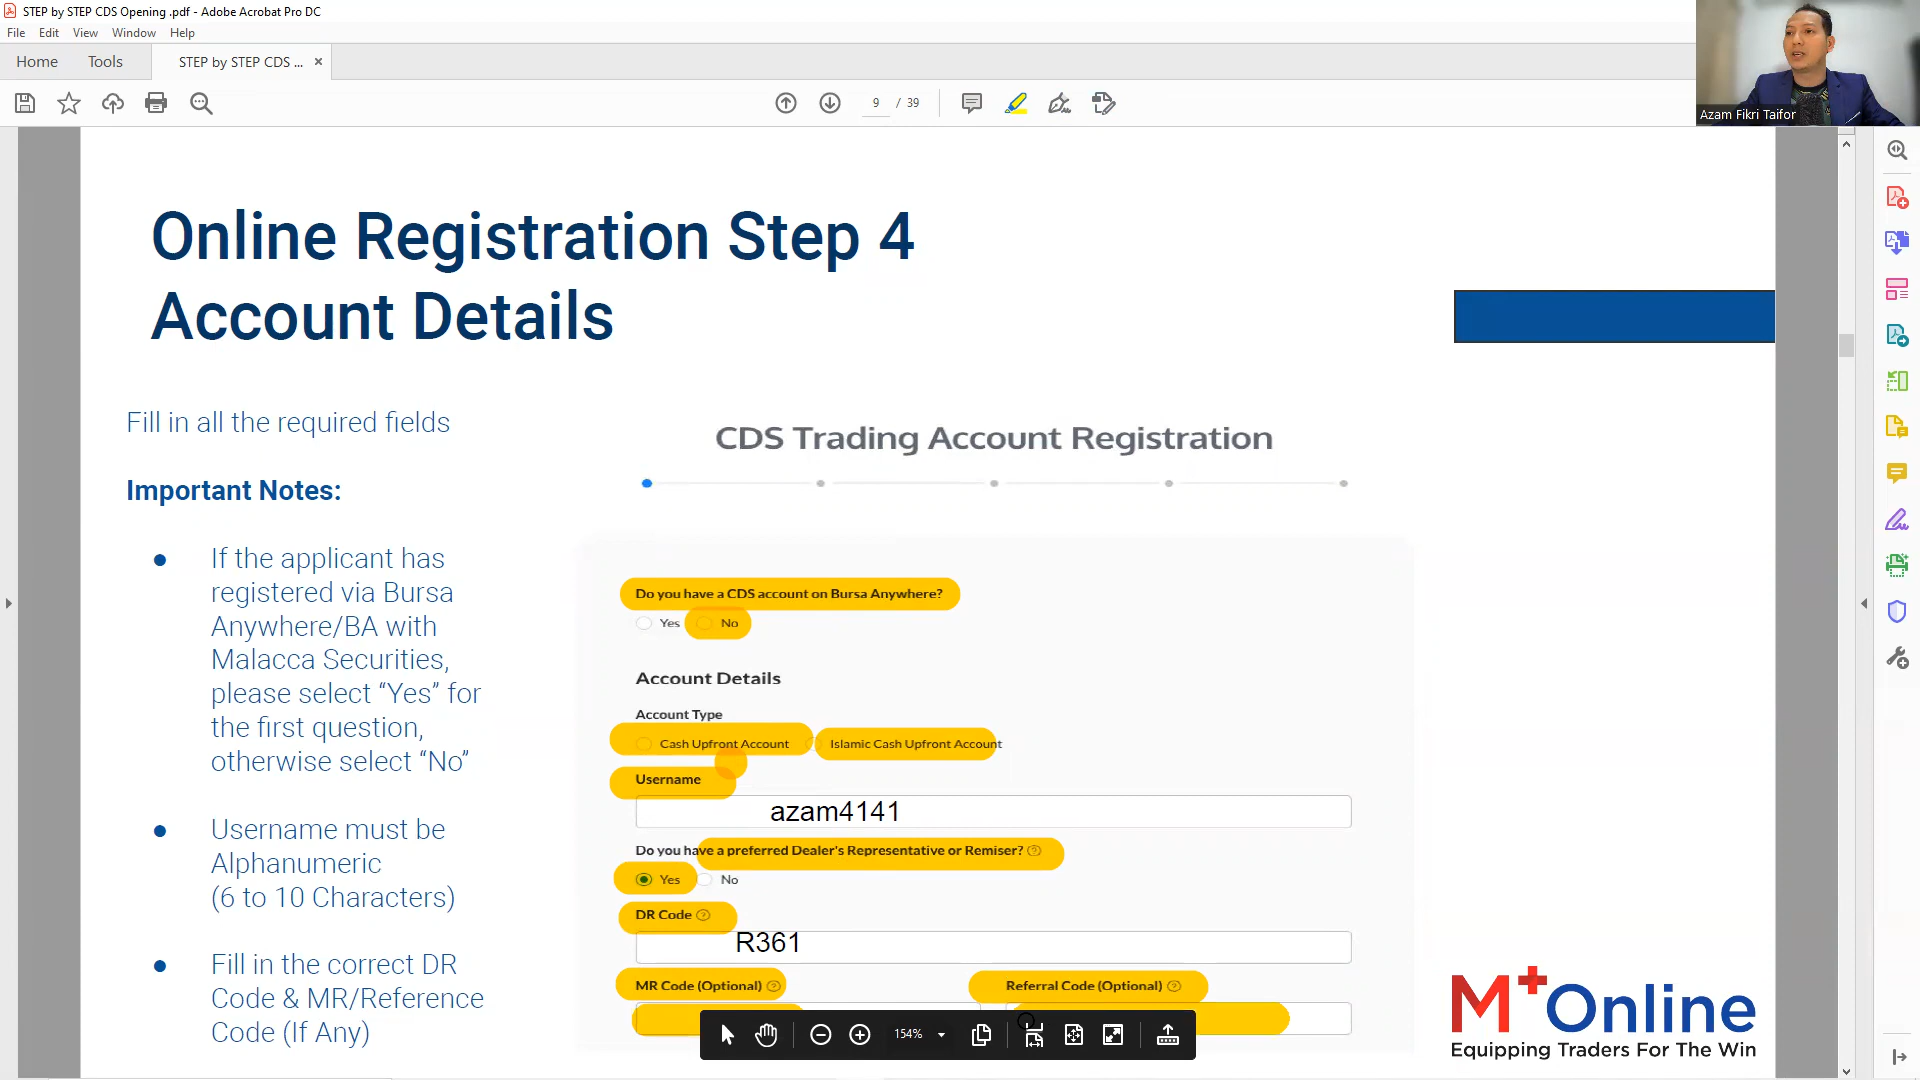 STEP by STEP CDS Opening .pdf - Adobe Acrobat Pro DC
File Edit View Window Help
Home Tools STEP by STEP CDS ... ×
9 / 39
Azam Fikri Taifor
Online Registration Step 4
Account Details
Fill in all the required fields
Important Notes:
● If the applicant has
registered via Bursa
Anywhere/BA with
Malacca Securities,
please select “Yes” for
the first question,
otherwise select “No”
● Username must be
Alphanumeric
(6 to 10 Characters)
● Fill in the correct DR
Code & MR/Reference
Code (If Any)
CDS Trading Account Registration
Do you have a CDS account on Bursa Anywhere?
Yes No
Account Details
Account Type
Cash Upfront Account Islamic Cash Upfront Account
Username
azam4141
Do you have a preferred Dealer's Representative or Remiser? ?
Yes No
DR Code ?
R361
MR Code (Optional) ? Referral Code (Optional) ?
154%
M+Online
Equipping Traders For The Win